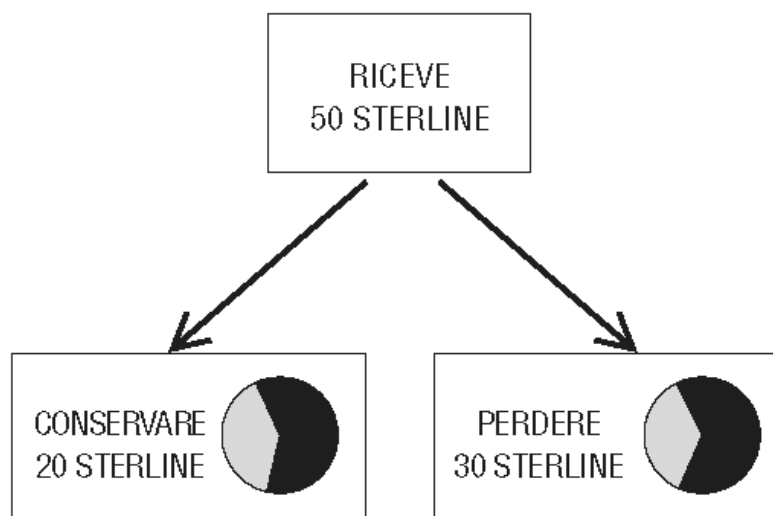 RICEVE
50 STERLINE
CONSERVARE
20 STERLINE
PERDERE
30 STERLINE